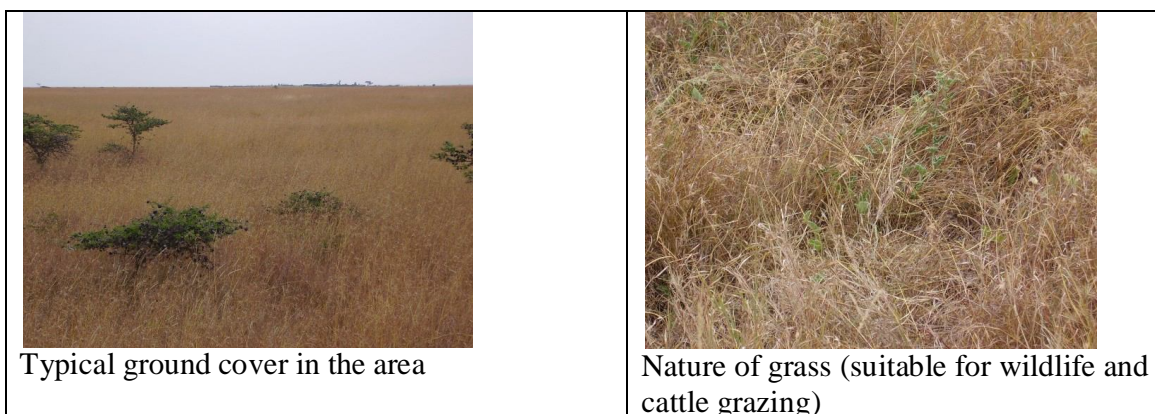 Typical ground cover in the area
Nature of grass (suitable for wildlife and
cattle grazing)